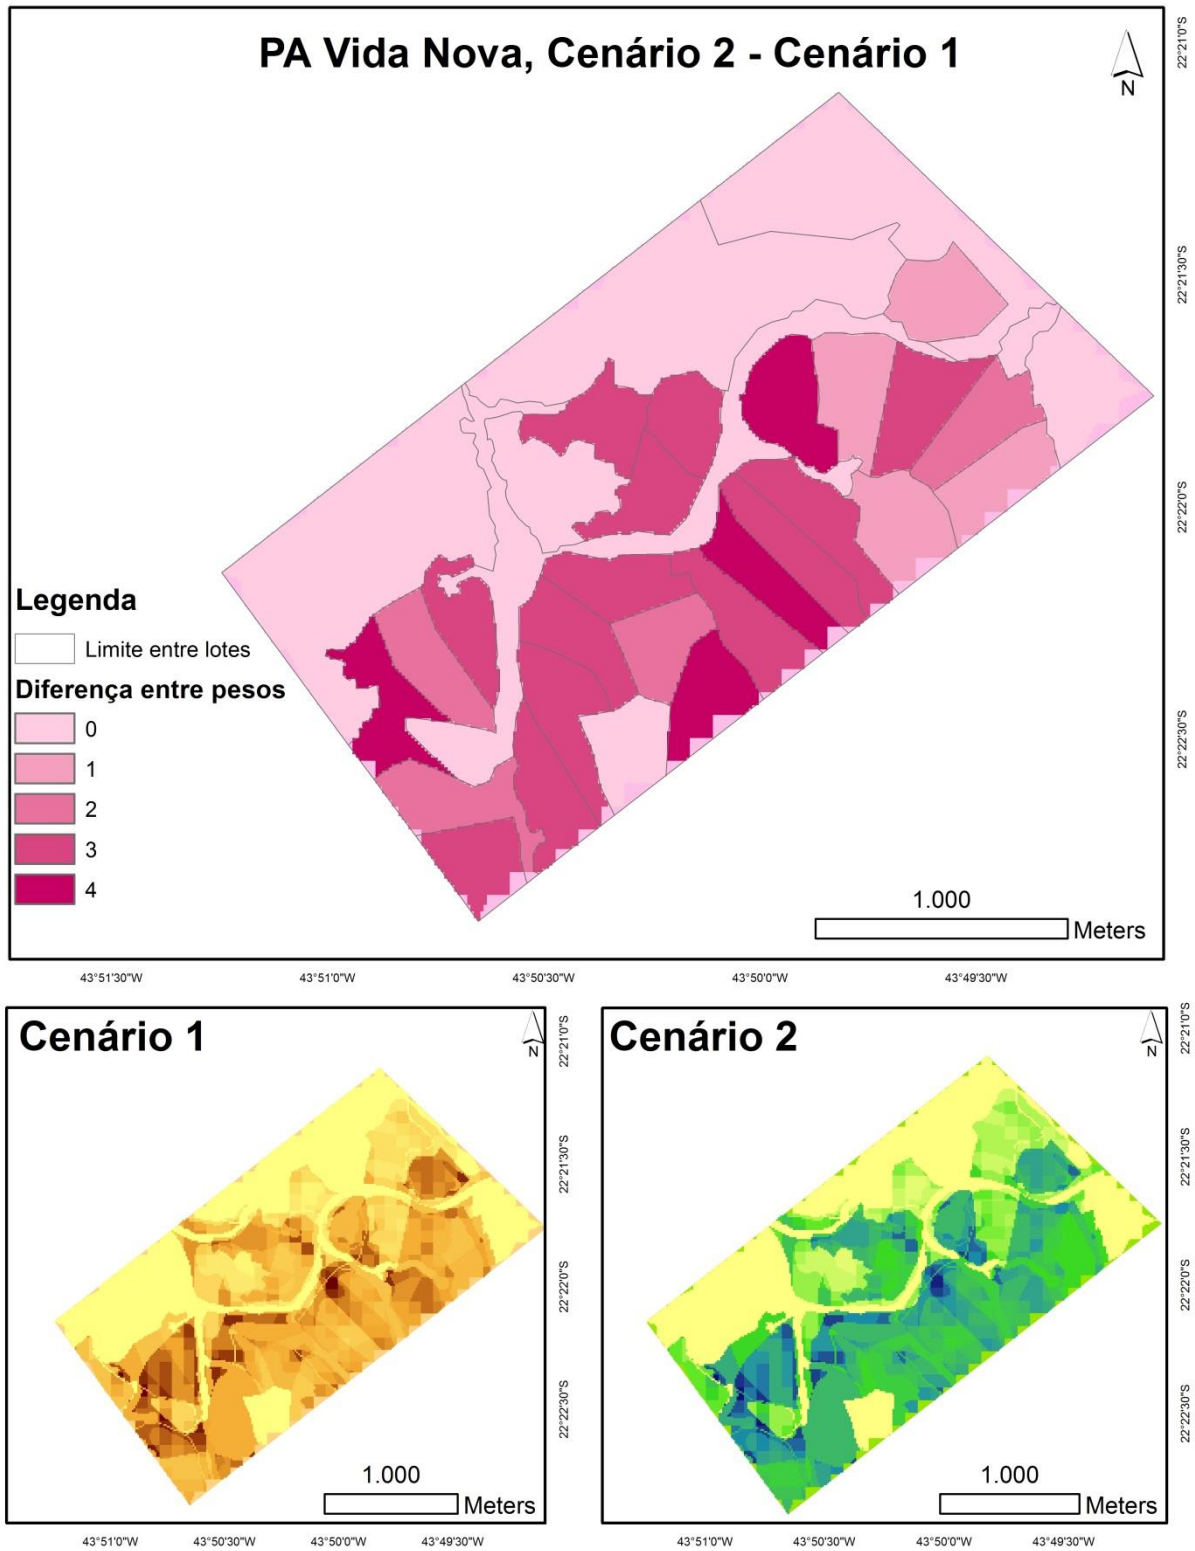 PA Vida Nova, Cenário 2 - Cenário 1
N
22°21'0"S
22°21'30"S
22°22'0"S
22°22'30"S
Legenda
Limite entre lotes
Diferença entre pesos
0
1
2
3
4
1.000
Meters
43°51'30"W
43°51'0"W
43°50'30"W
43°50'0"W
43°49'30"W
Cenário 1
N
22°21'0"S
22°21'30"S
22°22'0"S
22°22'30"S
1.000
Meters
43°51'0"W
43°50'30"W
43°50'0"W
43°49'30"W
Cenário 2
N
22°21'0"S
22°21'30"S
22°22'0"S
22°22'30"S
1.000
Meters
43°51'0"W
43°50'30"W
43°50'0"W
43°49'30"W